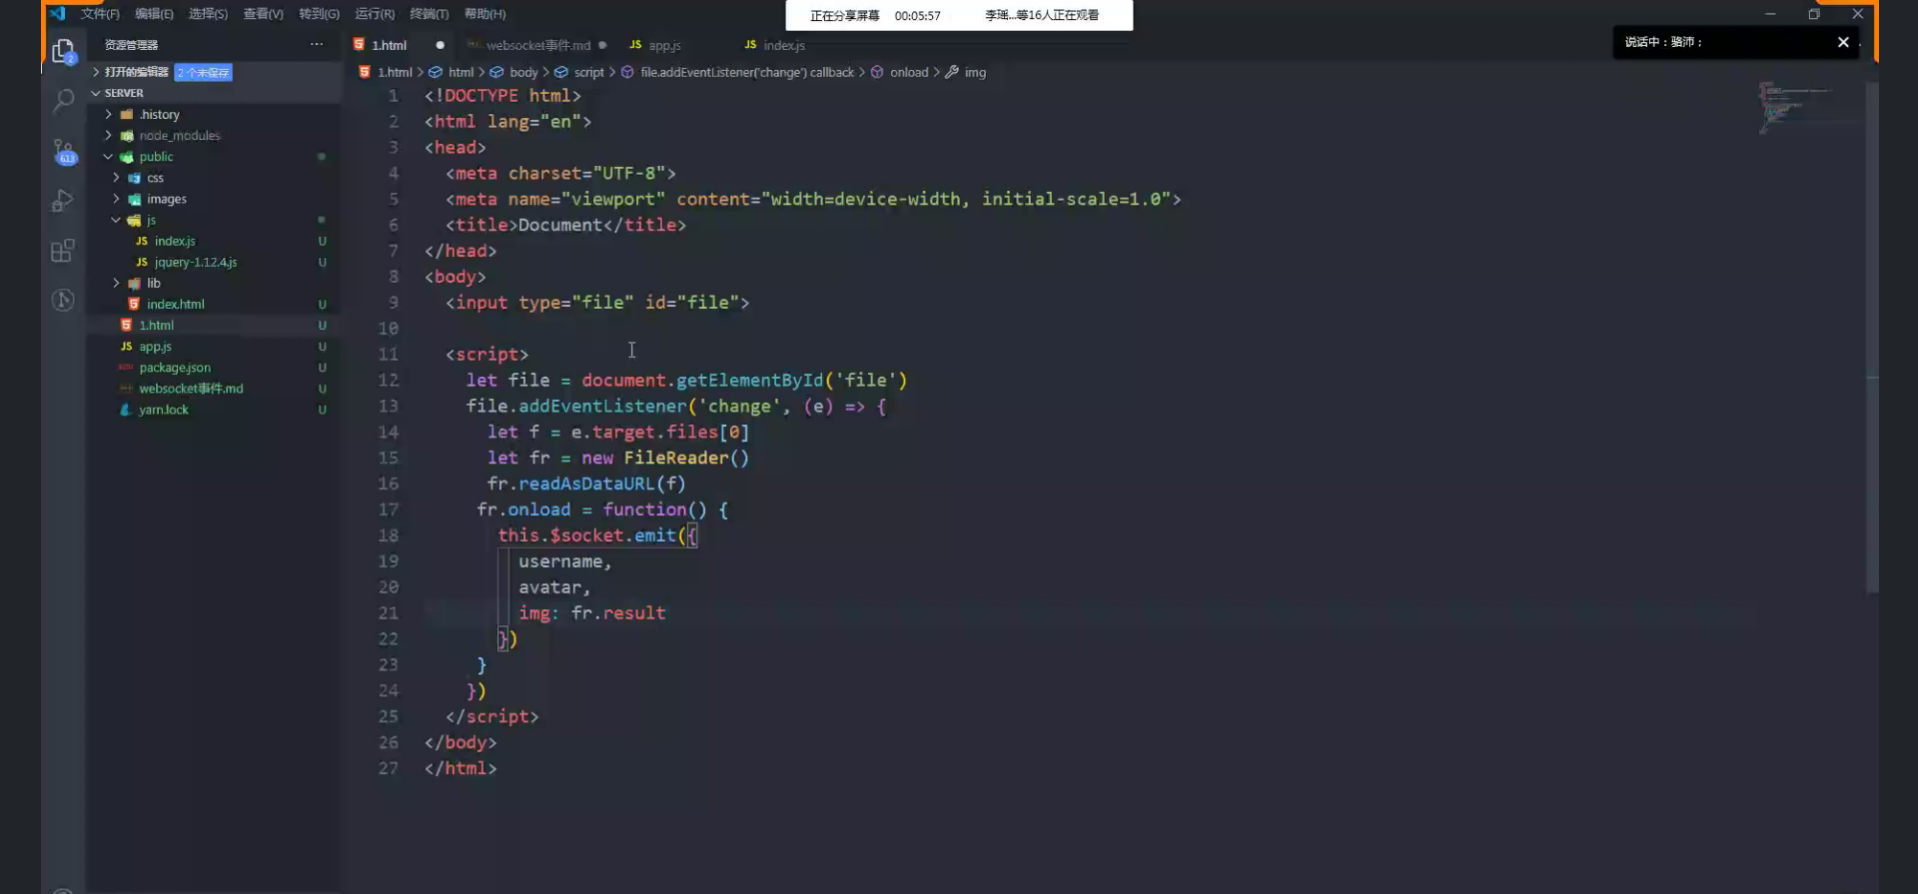 文件(F) 编辑(E) 选择(S) 查看(V) 转到(G) 运行(R) 终端(T) 帮助(H)
正在分享屏幕 00:05:57 李瑶...等16人正在观看
说话中：骆沛；
资源管理器
2
613
打开的编辑器 2 个未保存
SERVER
.history
node_modules
public
css
images
js
JS index.js U
JS jquery-1.12.4.js U
lib
index.html U
1.html U
JS app.js U
package.json U
websocket事件.md U
yarn.lock U
1.html websocket事件.md JS app.js JS index.js
1.html > html > body > script > file.addEventListener('change') callback > onload > img
1 <!DOCTYPE html>
2 <html lang="en">
3 <head>
4 <meta charset="UTF-8">
5 <meta name="viewport" content="width=device-width, initial-scale=1.0">
6 <title>Document</title>
7 </head>
8 <body>
9 <input type="file" id="file">
10
11 <script>
12 let file = document.getElementById('file')
13 file.addEventListener('change', (e) => {
14 let f = e.target.files[0]
15 let fr = new FileReader()
16 fr.readAsDataURL(f)
17 fr.onload = function() {
18 this.$socket.emit({
19 username,
20 avatar,
21 img: fr.result
22 })
23 }
24 })
25 </script>
26 </body>
27 </html>